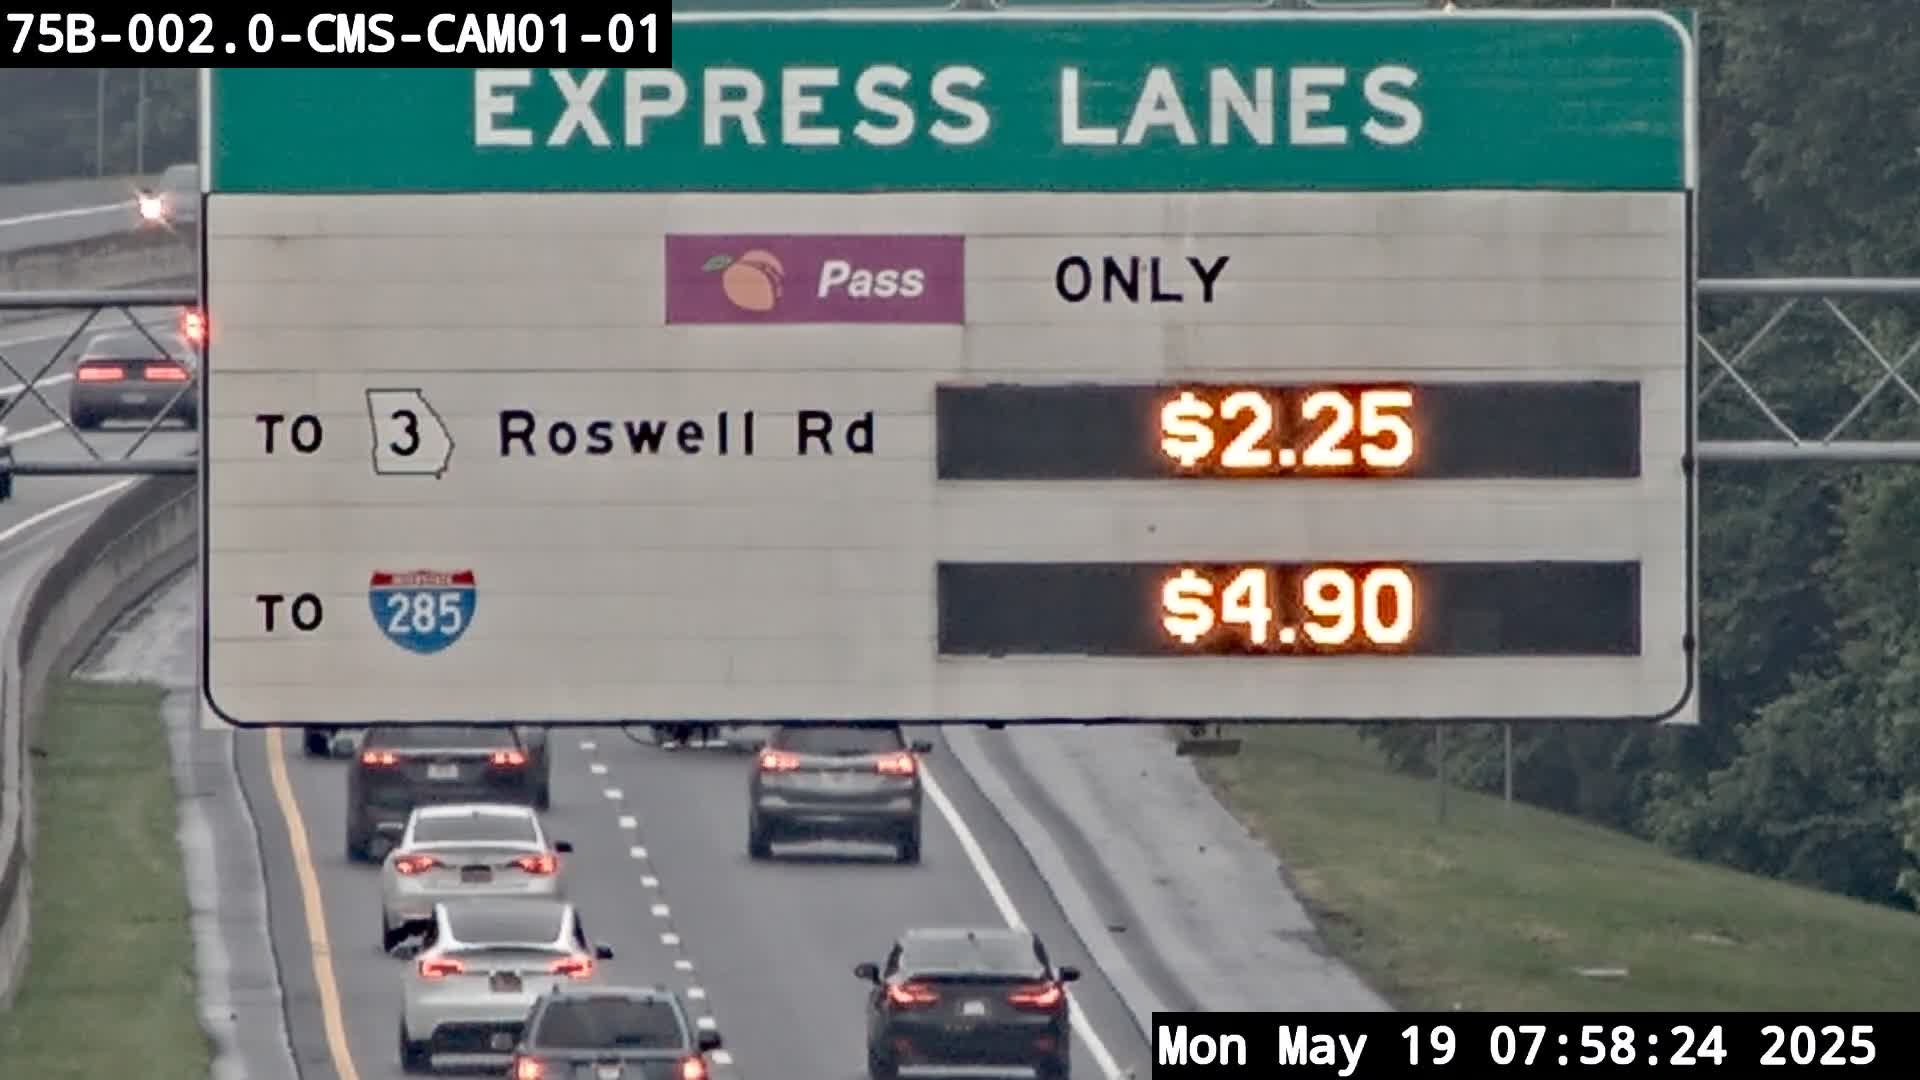 75B-002.0-CMS-CAM01-01
EXPRESS LANES
Pass ONLY
TO 3 Roswell Rd $2.25
TO INTERSTATE 285 $4.90
Mon May 19 07:58:24 2025